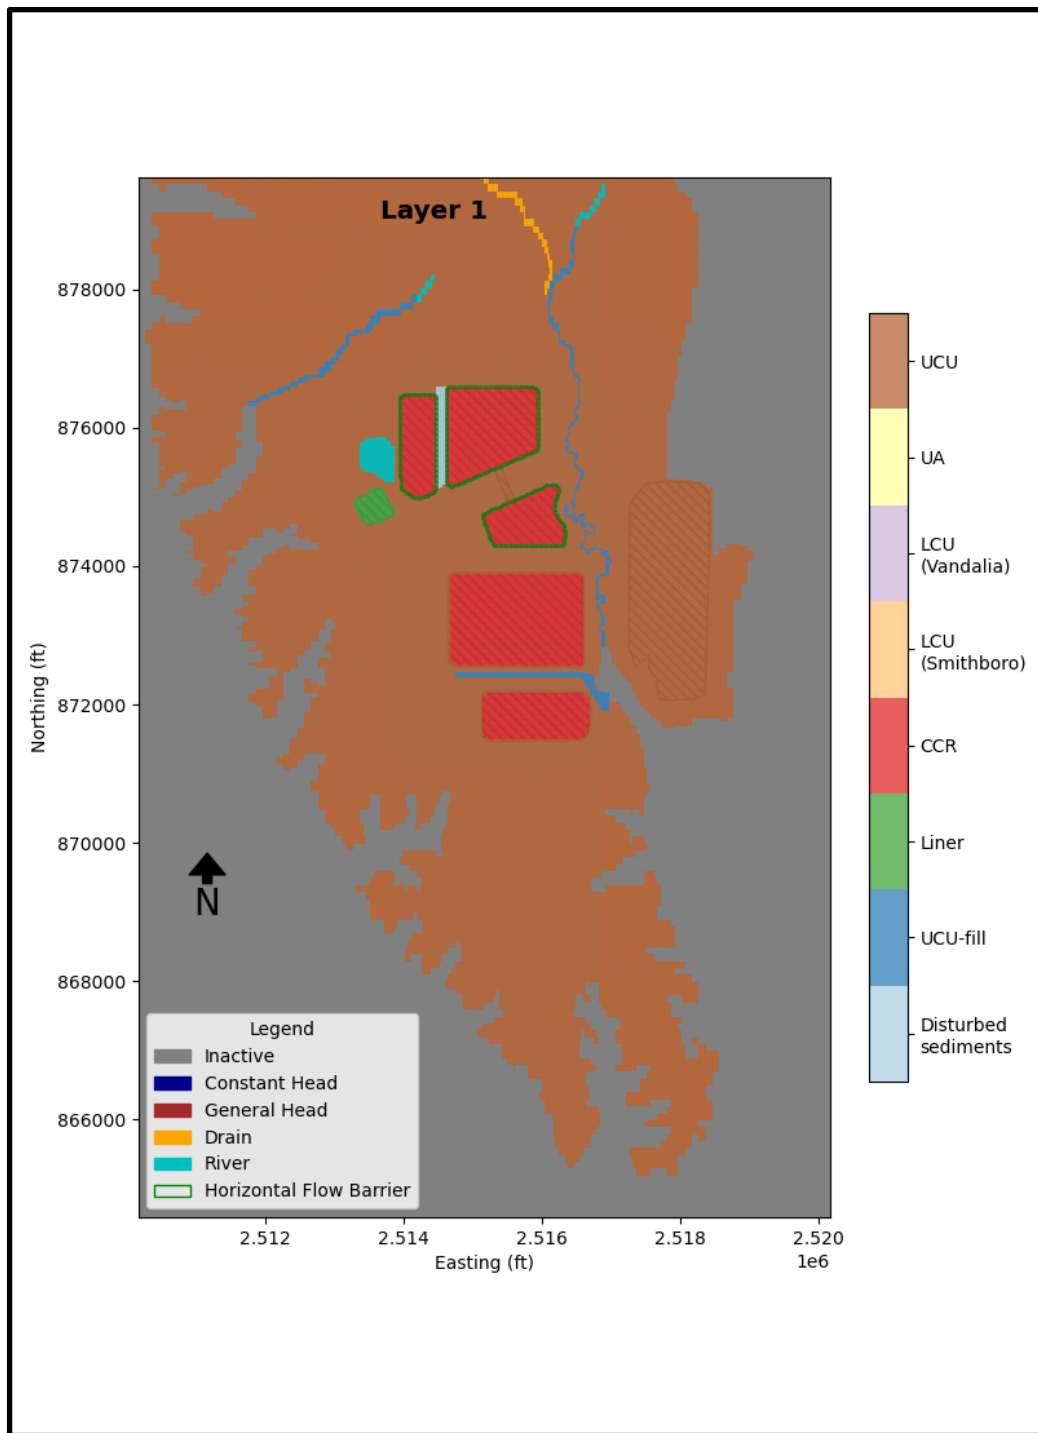 Layer 1
878000
876000
874000
872000
870000
868000
866000
Northing (ft)
N
Legend
Inactive
Constant Head
General Head
Drain
River
Horizontal Flow Barrier
2.512
2.514
2.516
2.518
2.520
1e6
Easting (ft)
UCU
UA
LCU
(Vandalia)
LCU
(Smithboro)
CCR
Liner
UCU-fill
Disturbed
sediments